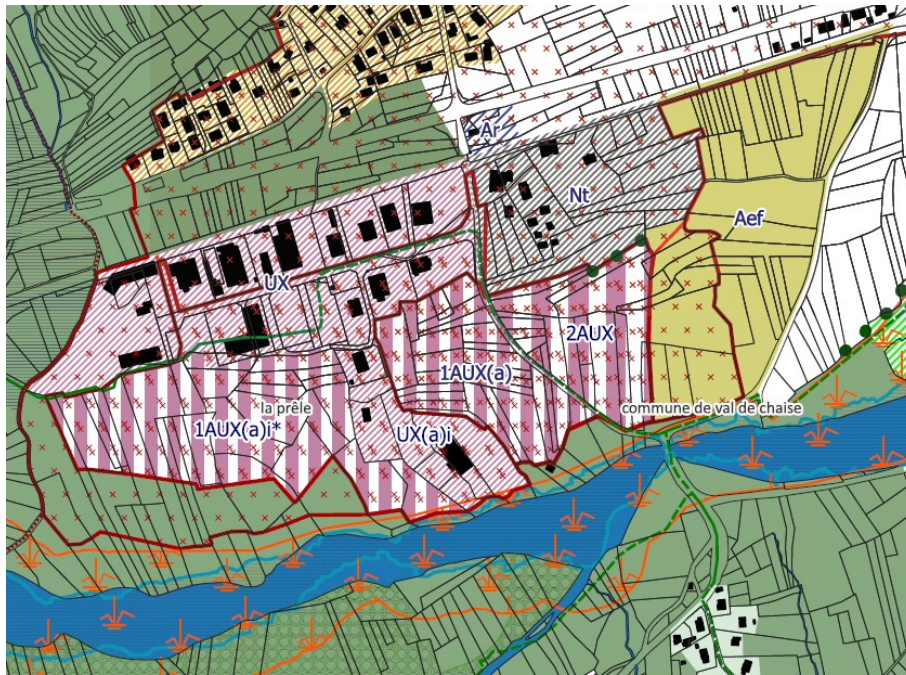 Ar
Nt
Aef
UX
2AUX
1AUX(a)
la prêle
commune de val de chaise
1AUX(a)i*
UX(a)i